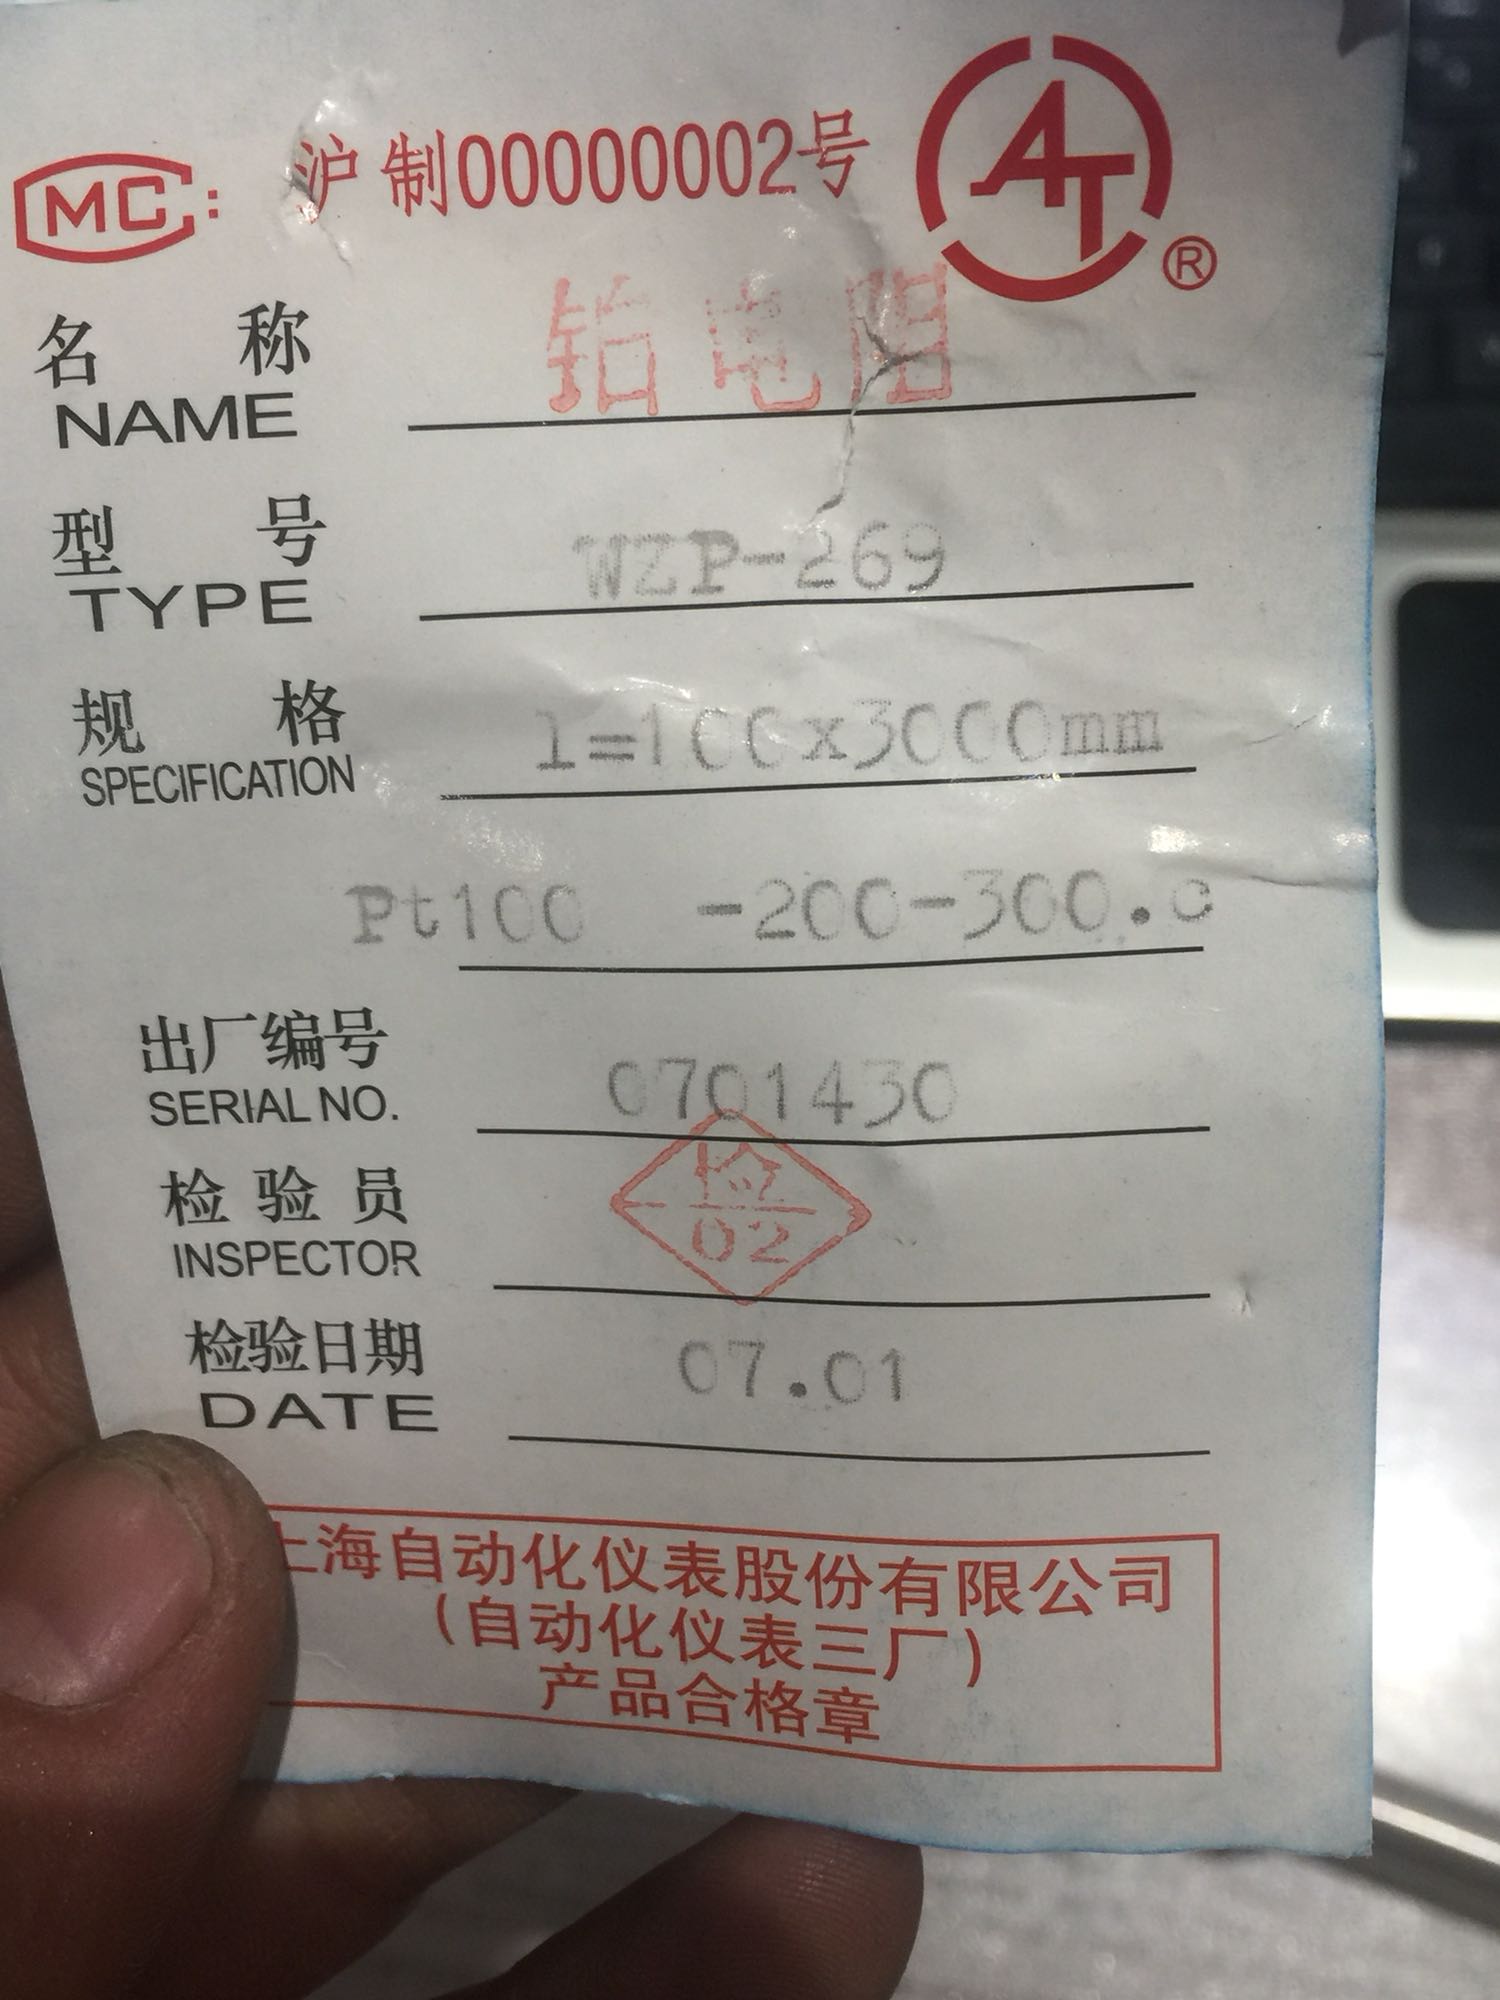 MC: 沪制00000002号 AT ®
名称 铂电阻
NAME
型号 WZP-269
TYPE
规格 l=100x3000mm
SPECIFICATION
Pt100 -200-300.c
出厂编号 0701430
SERIAL NO.
检验员 检
INSPECTOR 02
检验日期 07.01
DATE
上海自动化仪表股份有限公司
(自动化仪表三厂)
产品合格章